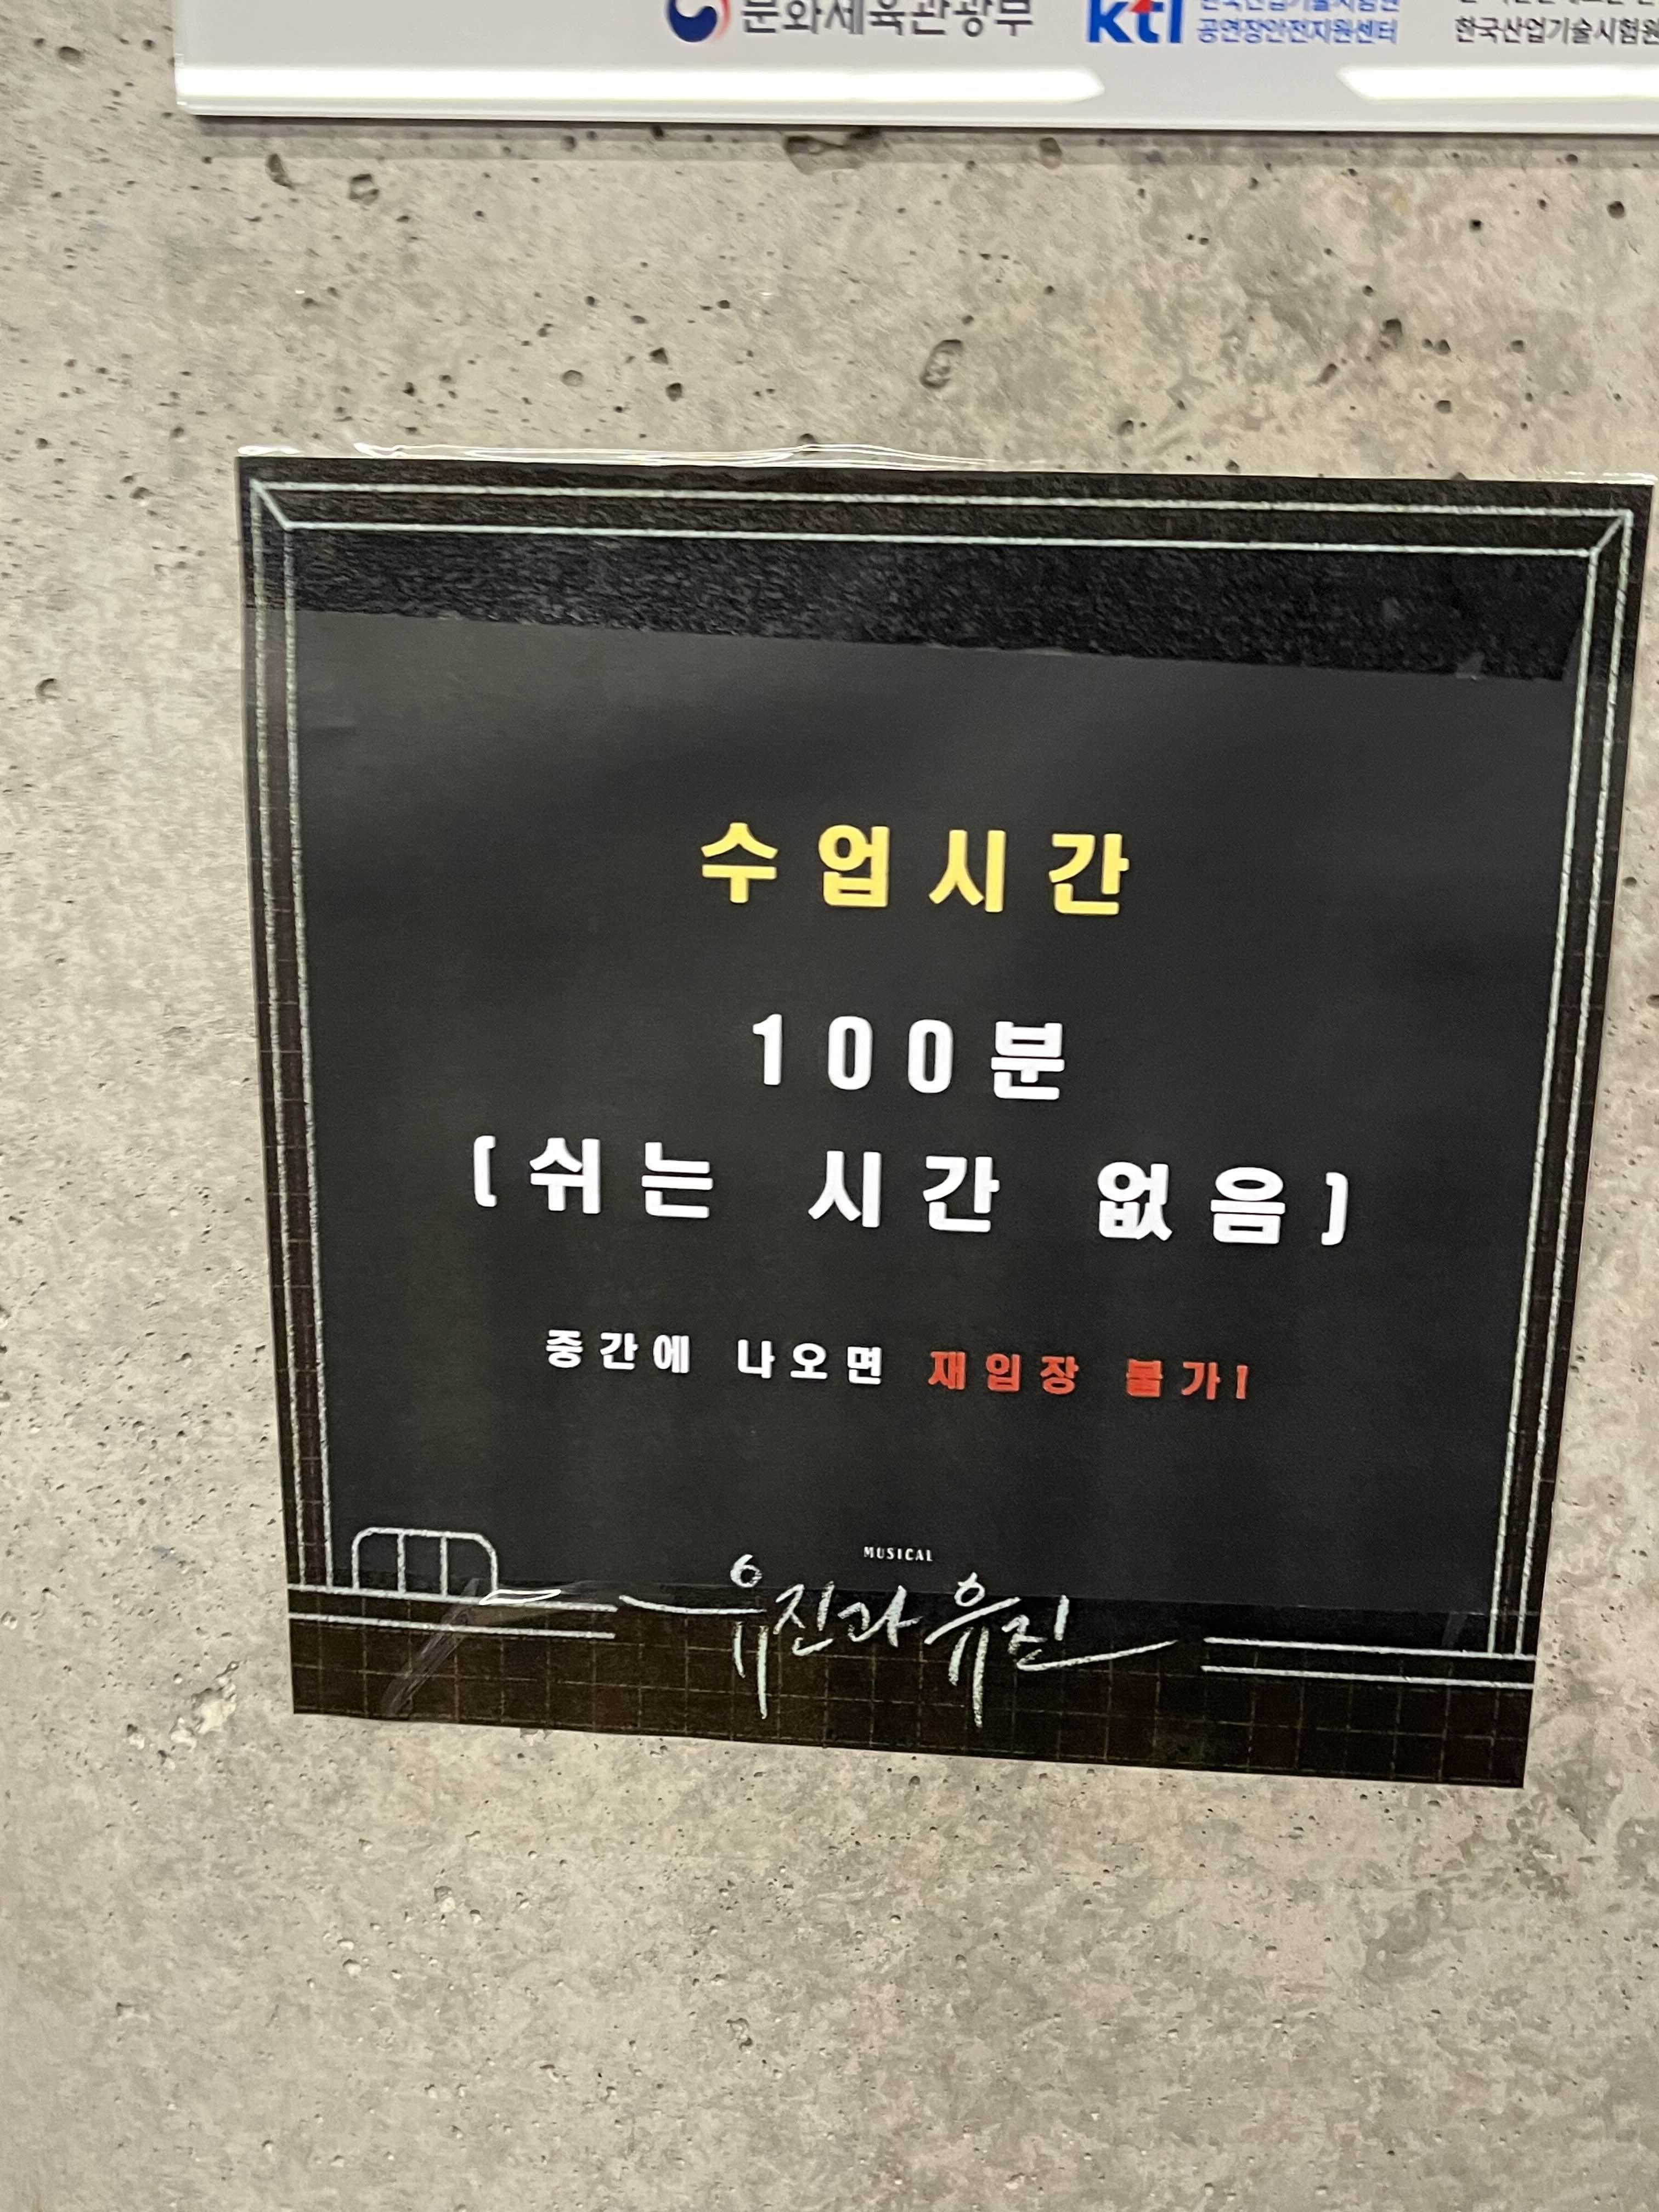 문화체육관광부
ktl
공연장안전지원센터
한국산업기술시험원
수업시간
100분
(쉬는 시간 없음)
중간에 나오면 재입장 불가!
MUSICAL
유진과 유진